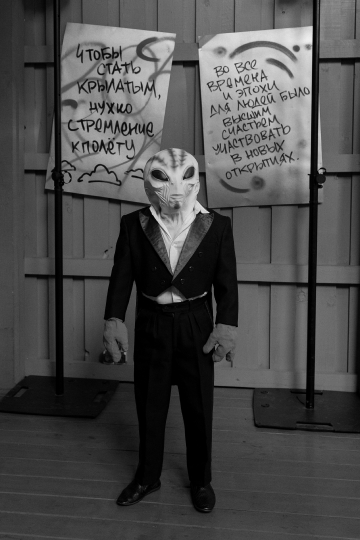 Чтобы
стать
крылатым,
нужно
стремление
к полёту
Во все
времена
и эпохи
для людей было
высшим
счастьем
участвовать
в новых
открытиях.